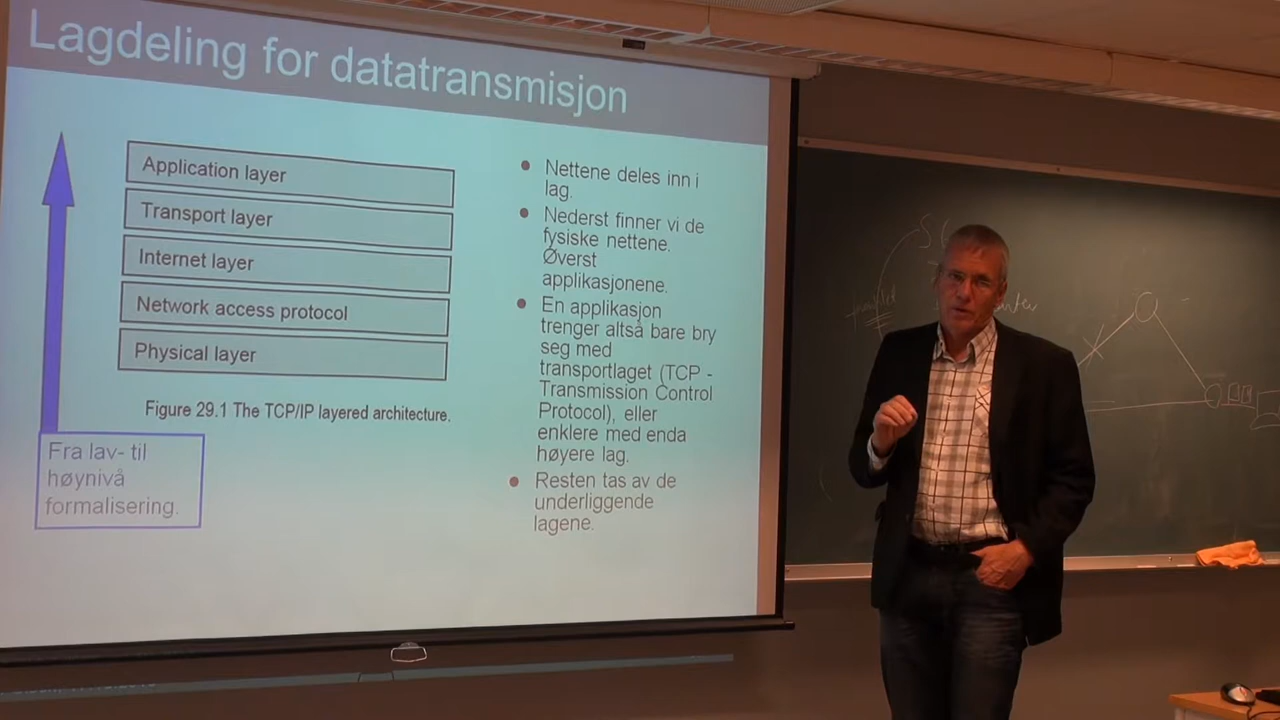 Lagdeling for datatransmisjon
Application layer
Transport layer
Internet layer
Network access protocol
Physical layer
Figure 29.1 The TCP/IP layered architecture.
Fra lav- til
høynivå
formalisering.
Nettene deles inn i
lag.
Nederst finner vi de
fysiske nettene.
Øverst
applikasjonene.
En applikasjon
trenger altså bare bry
seg med
transportlaget (TCP -
Transmission Control
Protocol), eller
enklere med enda
høyere lag.
Resten tas av de
underliggende
lagene.